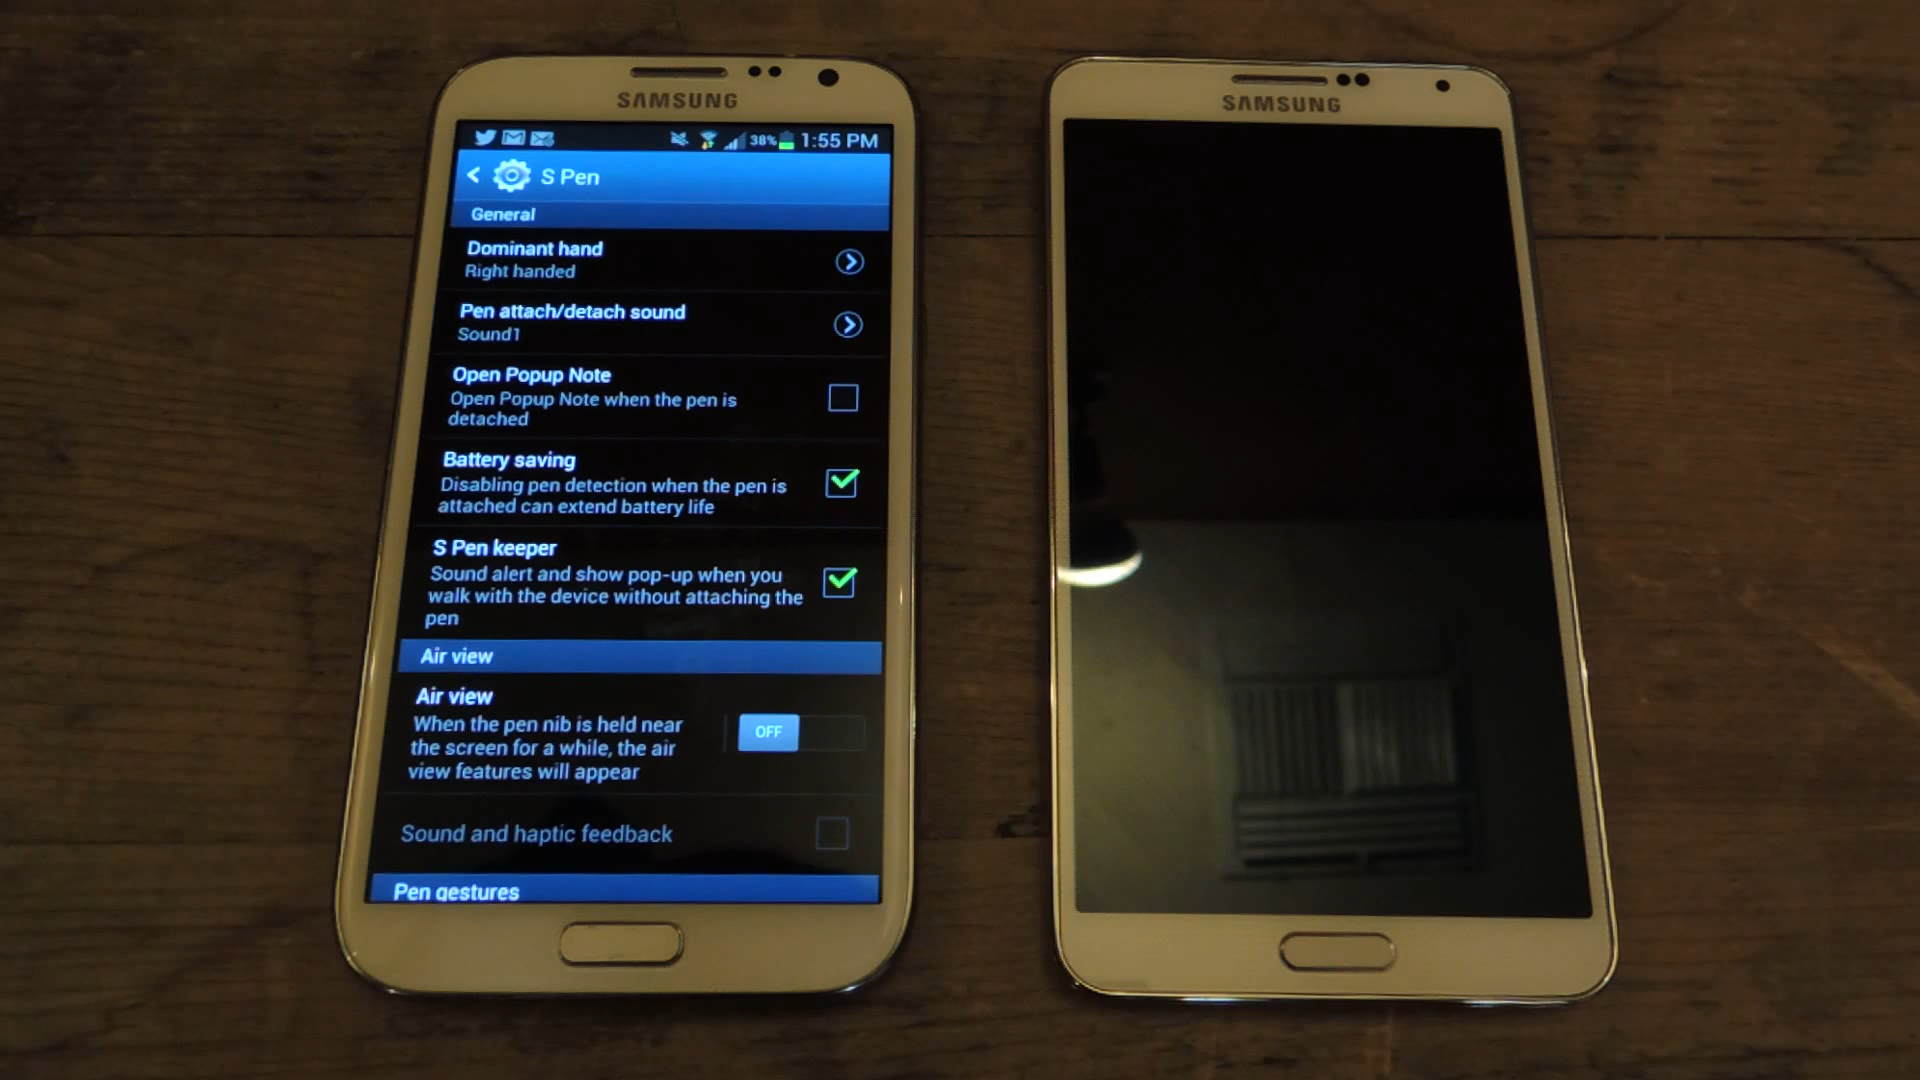 SAMSUNG
38% 1:55 PM
S Pen
General
Dominant hand
Right handed
Pen attach/detach sound
Sound1
Open Popup Note
Open Popup Note when the pen is
detached
Battery saving
Disabling pen detection when the pen is
attached can extend battery life
S Pen keeper
Sound alert and show pop-up when you
walk with the device without attaching the
pen
Air view
Air view
When the pen nib is held near
the screen for a while, the air
view features will appear
OFF
Sound and haptic feedback
Pen gestures
SAMSUNG